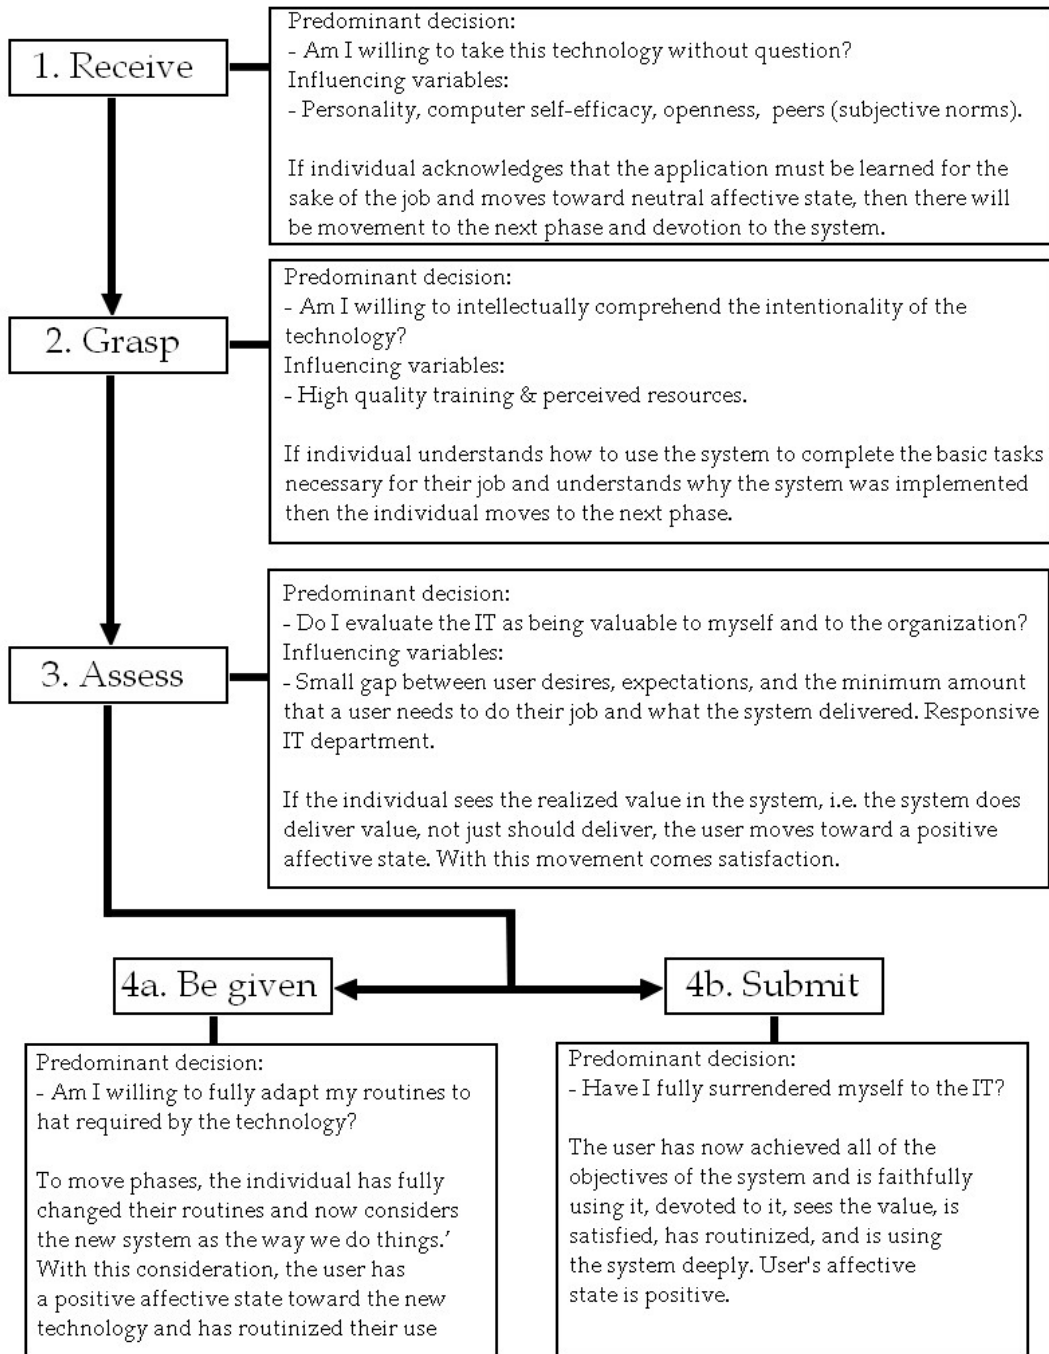 1. Receive
Predominant decision:
- Am I willing to take this technology without question?
Influencing variables:
- Personality, computer self-efficacy, openness, peers (subjective norms).
If individual acknowledges that the application must be learned for the
sake of the job and moves toward neutral affective state, then there will
be movement to the next phase and devotion to the system.
2. Grasp
Predominant decision:
- Am I willing to intellectually comprehend the intentionality of the
technology?
Influencing variables:
- High quality training & perceived resources.
If individual understands how to use the system to complete the basic tasks
necessary for their job and understands why the system was implemented
then the individual moves to the next phase.
3. Assess
Predominant decision:
- Do I evaluate the IT as being valuable to myself and to the organization?
Influencing variables:
- Small gap between user desires, expectations, and the minimum amount
that a user needs to do their job and what the system delivered. Responsive
IT department.
If the individual sees the realized value in the system, i.e. the system does
deliver value, not just should deliver, the user moves toward a positive
affective state. With this movement comes satisfaction.
4a. Be given
Predominant decision:
- Am I willing to fully adapt my routines to
hat required by the technology?
To move phases, the individual has fully
changed their routines and now considers
the new system as the way we do things.’
With this consideration, the user has
a positive affective state toward the new
technology and has routinized their use
4b. Submit
Predominant decision:
- Have I fully surrendered myself to the IT?
The user has now achieved all of the
objectives of the system and is faithfully
using it, devoted to it, sees the value, is
satisfied, has routinized, and is using
the system deeply. User's affective
state is positive.